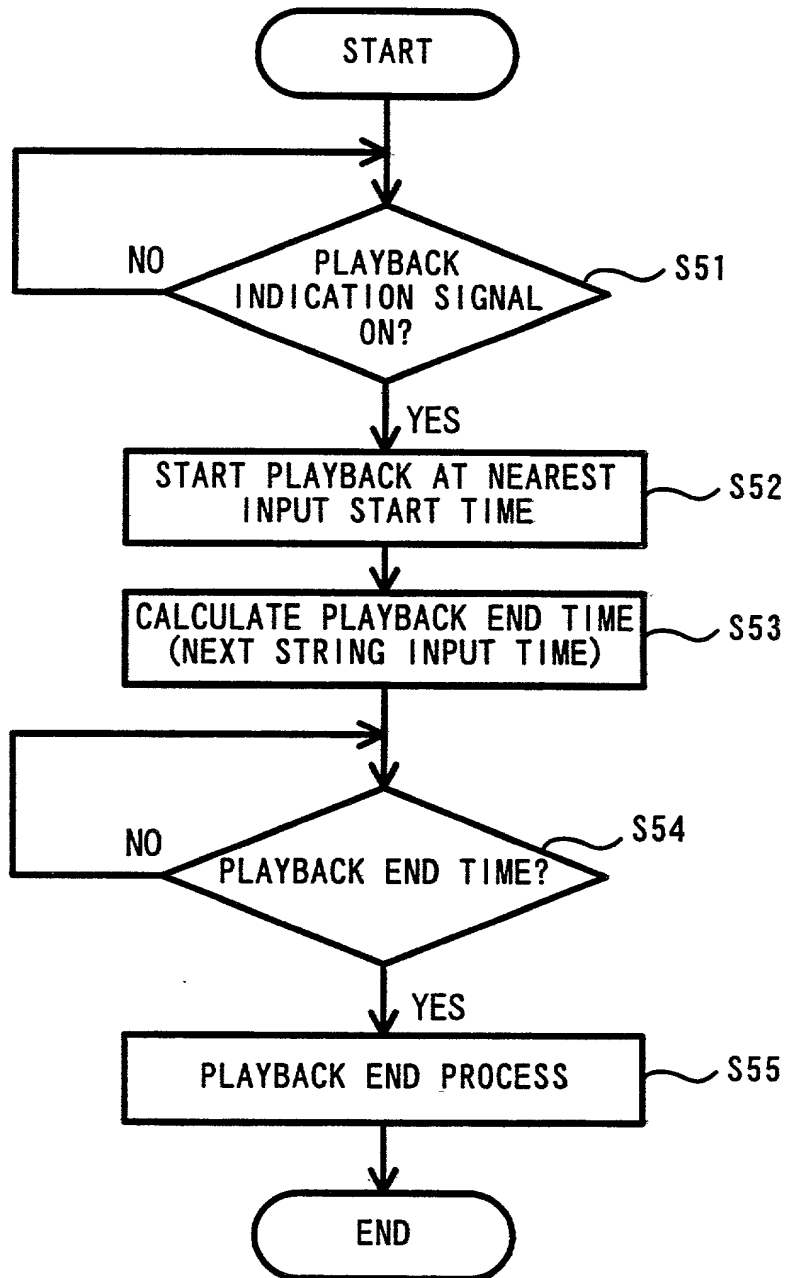 START
NO
PLAYBACK
INDICATION SIGNAL
ON?
S51
YES
START PLAYBACK AT NEAREST
INPUT START TIME
S52
CALCULATE PLAYBACK END TIME
(NEXT STRING INPUT TIME)
S53
NO
PLAYBACK END TIME?
S54
YES
PLAYBACK END PROCESS
S55
END